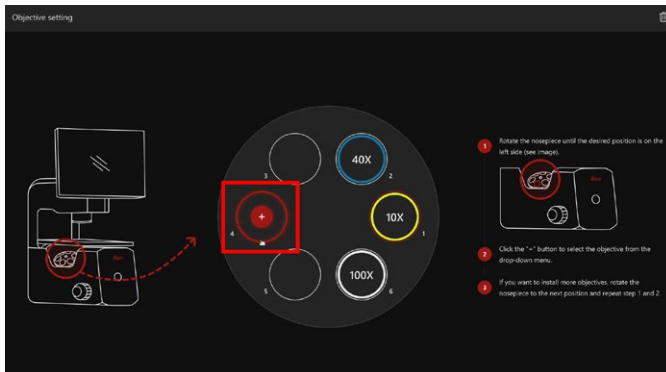 Objective setting
3
40X
2
4
+
10X
1
5
100X
6
1
Rotate the nosepiece until the desired position is on the
left side (see image).
2
Click the "+" button to select the objective from the
drop-down menu.
3
If you want to install more objectives, rotate the
nosepiece to the next position and repeat step 1 and 2.